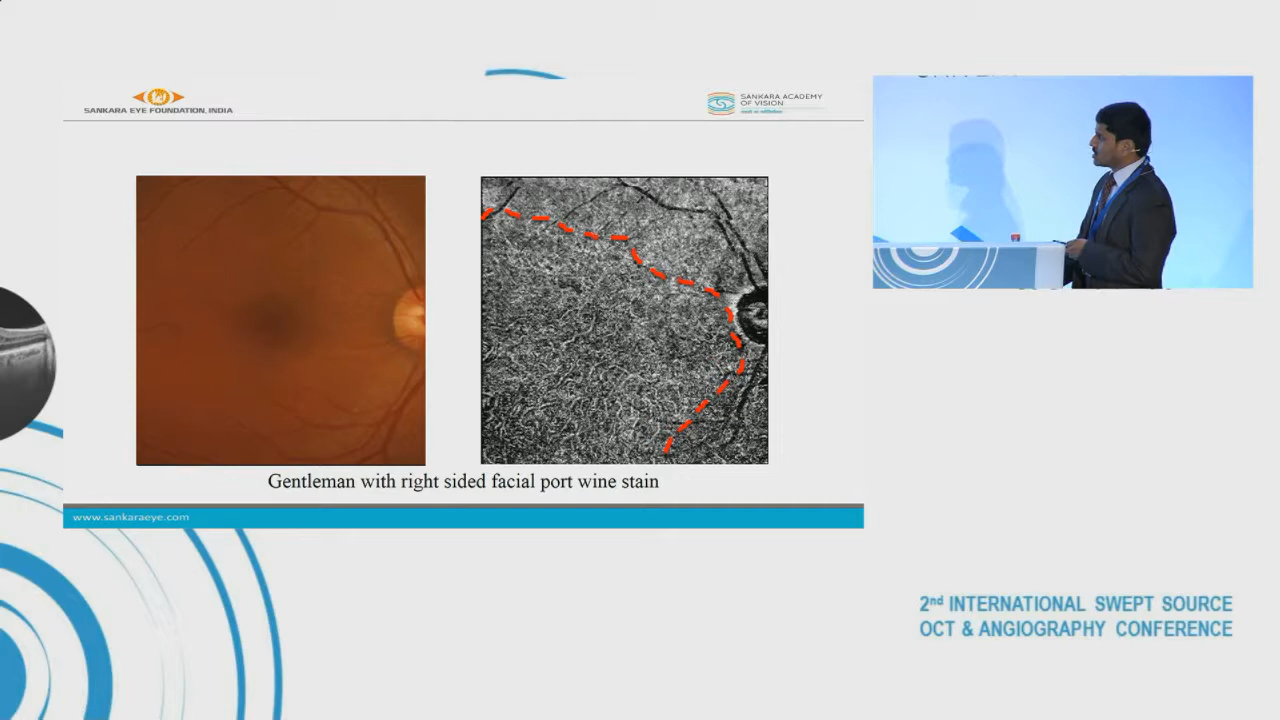 SANKARA EYE FOUNDATION, INDIA
SANKARA ACADEMY
OF VISION
Gentleman with right sided facial port wine stain
www.sankaraeye.com
2nd INTERNATIONAL SWEPT SOURCE
OCT & ANGIOGRAPHY CONFERENCE